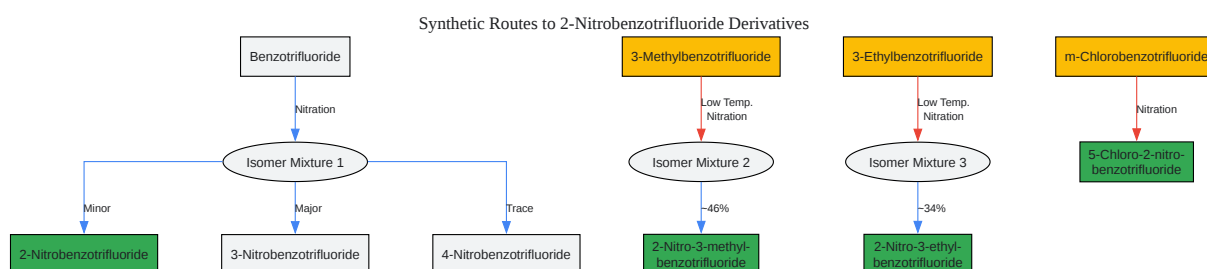 Synthetic Routes to 2-Nitrobenzotrifluoride Derivatives
Benzotrifluoride
3-Methylbenzotrifluoride
3-Ethylbenzotrifluoride
m-Chlorobenzotrifluoride
Nitration
Low Temp.
Nitration
Low Temp.
Nitration
Nitration
Isomer Mixture 1
Isomer Mixture 2
Isomer Mixture 3
5-Chloro-2-nitro-
benzotrifluoride
Minor
Major
Trace
~46%
~34%
2-Nitrobenzotrifluoride
3-Nitrobenzotrifluoride
4-Nitrobenzotrifluoride
2-Nitro-3-methyl-
benzotrifluoride
2-Nitro-3-ethyl-
benzotrifluoride